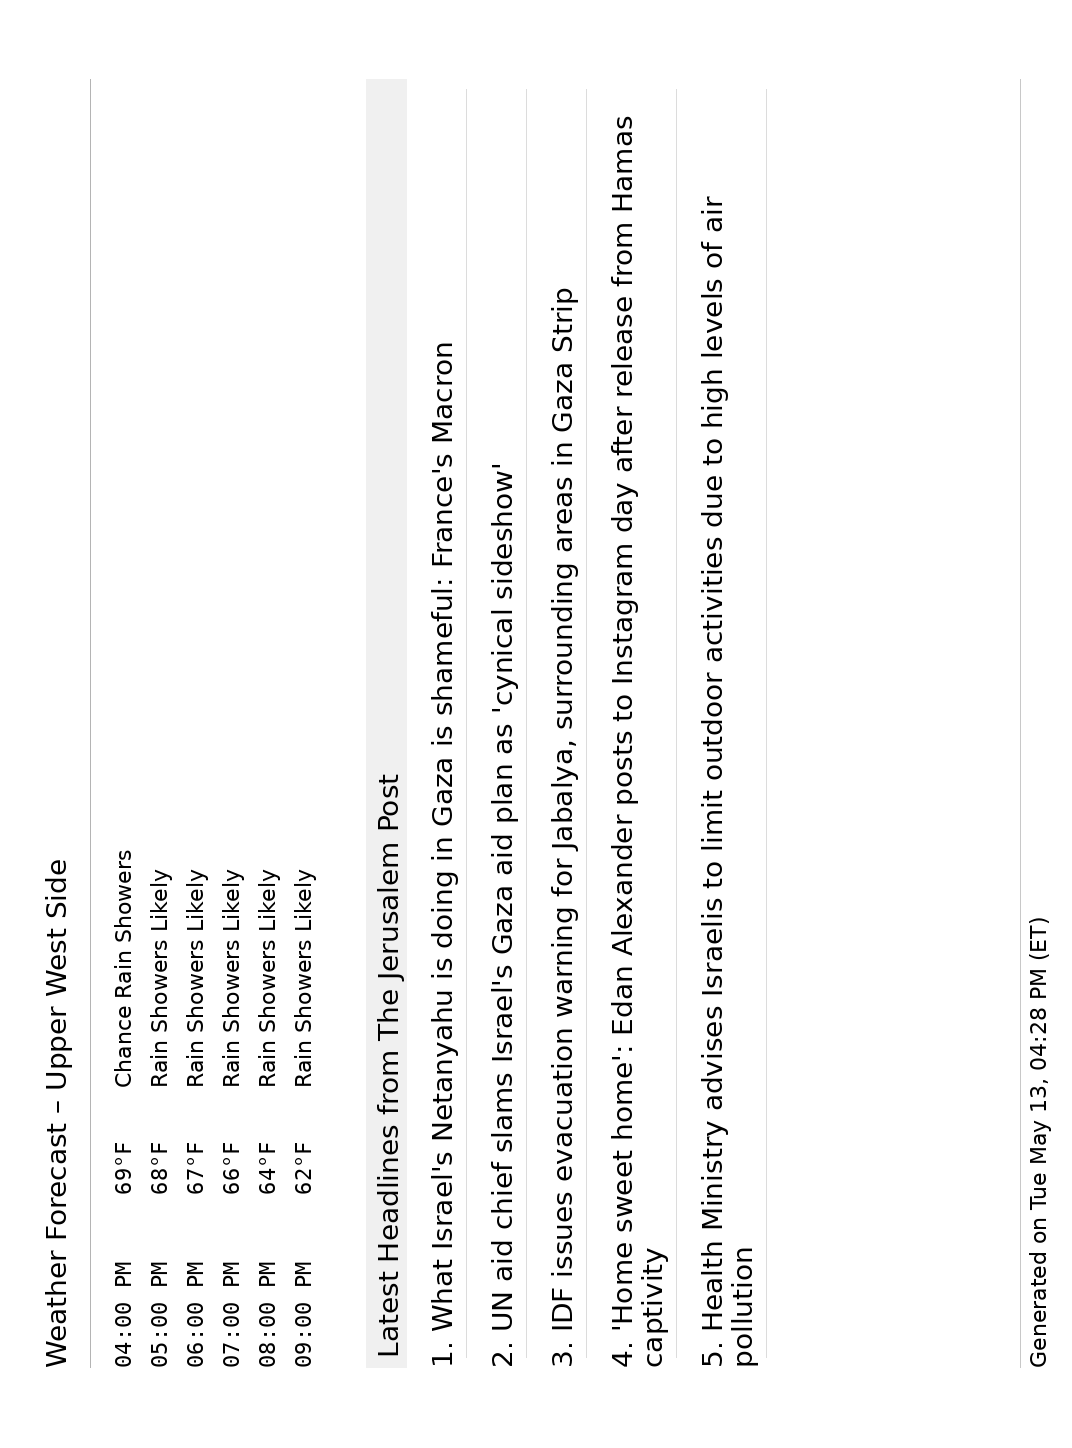 Weather Forecast – Upper West Side
04:00 PM 69°F Chance Rain Showers
05:00 PM 68°F Rain Showers Likely
06:00 PM 67°F Rain Showers Likely
07:00 PM 66°F Rain Showers Likely
08:00 PM 64°F Rain Showers Likely
09:00 PM 62°F Rain Showers Likely
Latest Headlines from The Jerusalem Post
1. What Israel's Netanyahu is doing in Gaza is shameful: France's Macron
2. UN aid chief slams Israel's Gaza aid plan as 'cynical sideshow'
3. IDF issues evacuation warning for Jabalya, surrounding areas in Gaza Strip
4. 'Home sweet home': Edan Alexander posts to Instagram day after release from Hamas
captivity
5. Health Ministry advises Israelis to limit outdoor activities due to high levels of air
pollution
Generated on Tue May 13, 04:28 PM (ET)